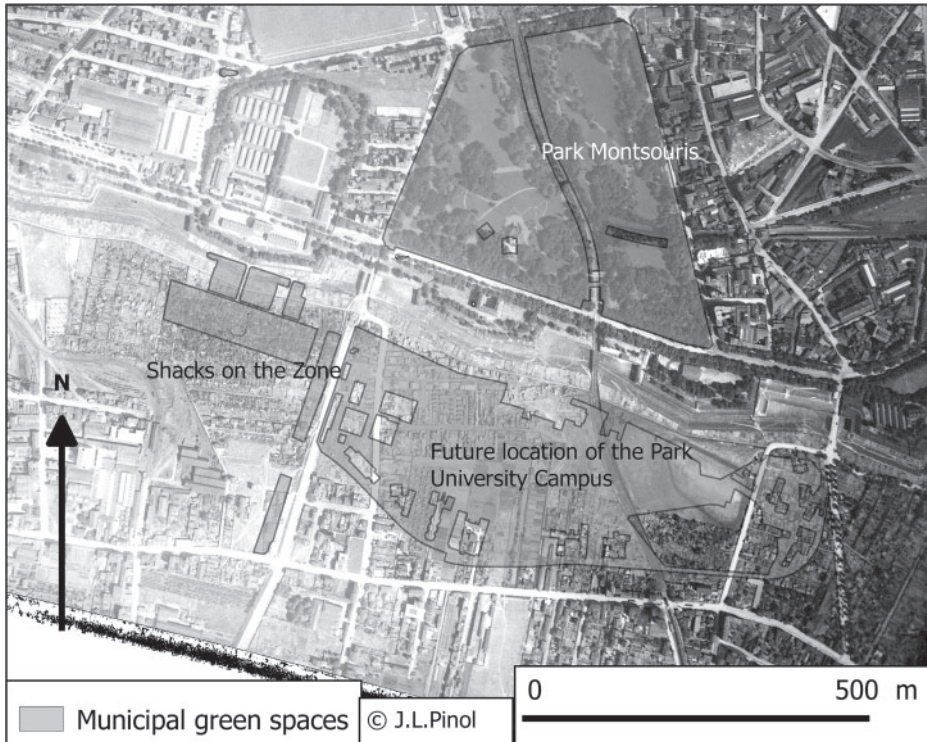 Park Montsouris
Shacks on the Zone
N
Future location of the Park
University Campus
Municipal green spaces
© J.L.Pinol
0 500 m